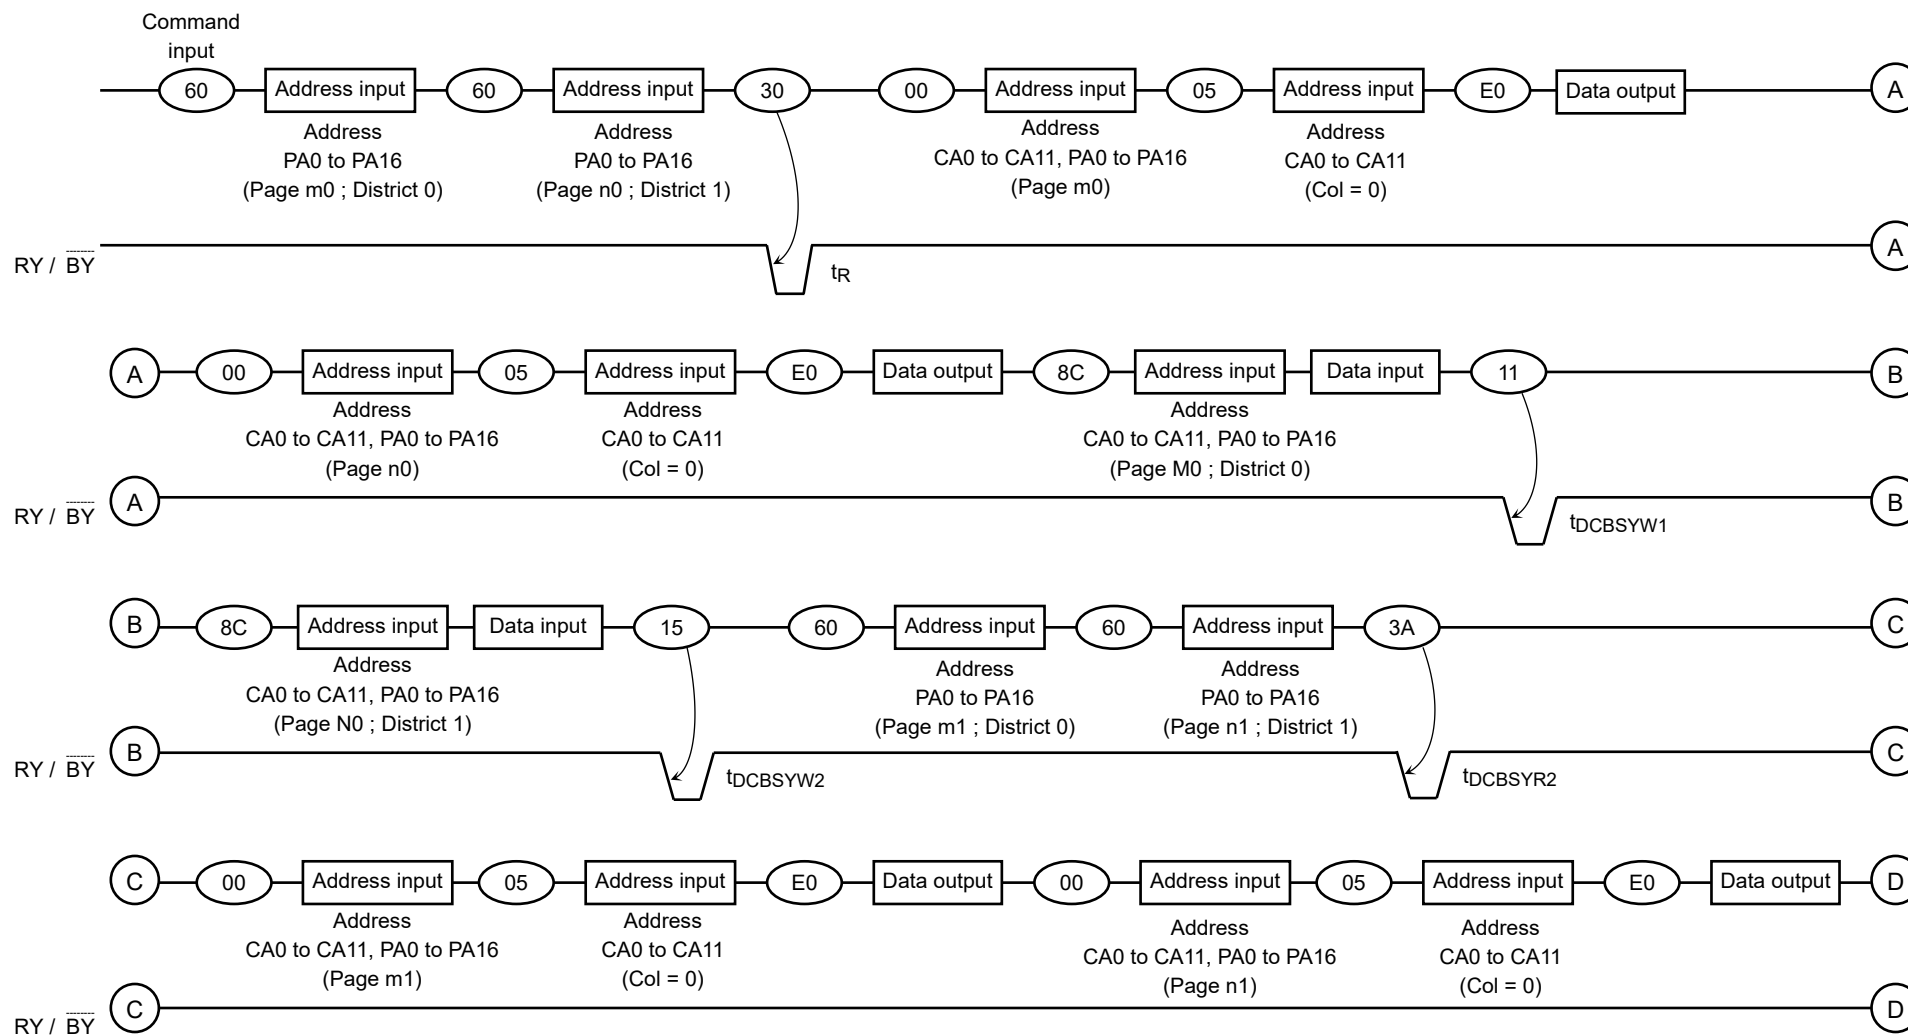 Command
input
60 Address input 60 Address input 30 00 Address input 05 Address input E0 Data output A
Address
PA0 to PA16
(Page m0 ; District 0)
Address
PA0 to PA16
(Page n0 ; District 1)
Address
CA0 to CA11, PA0 to PA16
(Page m0)
Address
CA0 to CA11
(Col = 0)
RY / BY A
tR
A 00 Address input 05 Address input E0 Data output 8C Address input Data input 11 B
Address
CA0 to CA11, PA0 to PA16
(Page n0)
Address
CA0 to CA11
(Col = 0)
Address
CA0 to CA11, PA0 to PA16
(Page M0 ; District 0)
RY / BY A B
tDCBSYW1
B 8C Address input Data input 15 60 Address input 60 Address input 3A C
Address
CA0 to CA11, PA0 to PA16
(Page N0 ; District 1)
Address
PA0 to PA16
(Page m1 ; District 0)
Address
PA0 to PA16
(Page n1 ; District 1)
RY / BY B C
tDCBSYW2
tDCBSYR2
C 00 Address input 05 Address input E0 Data output 00 Address input 05 Address input E0 Data output D
Address
CA0 to CA11, PA0 to PA16
(Page m1)
Address
CA0 to CA11
(Col = 0)
Address
CA0 to CA11, PA0 to PA16
(Page n1)
Address
CA0 to CA11
(Col = 0)
RY / BY C D